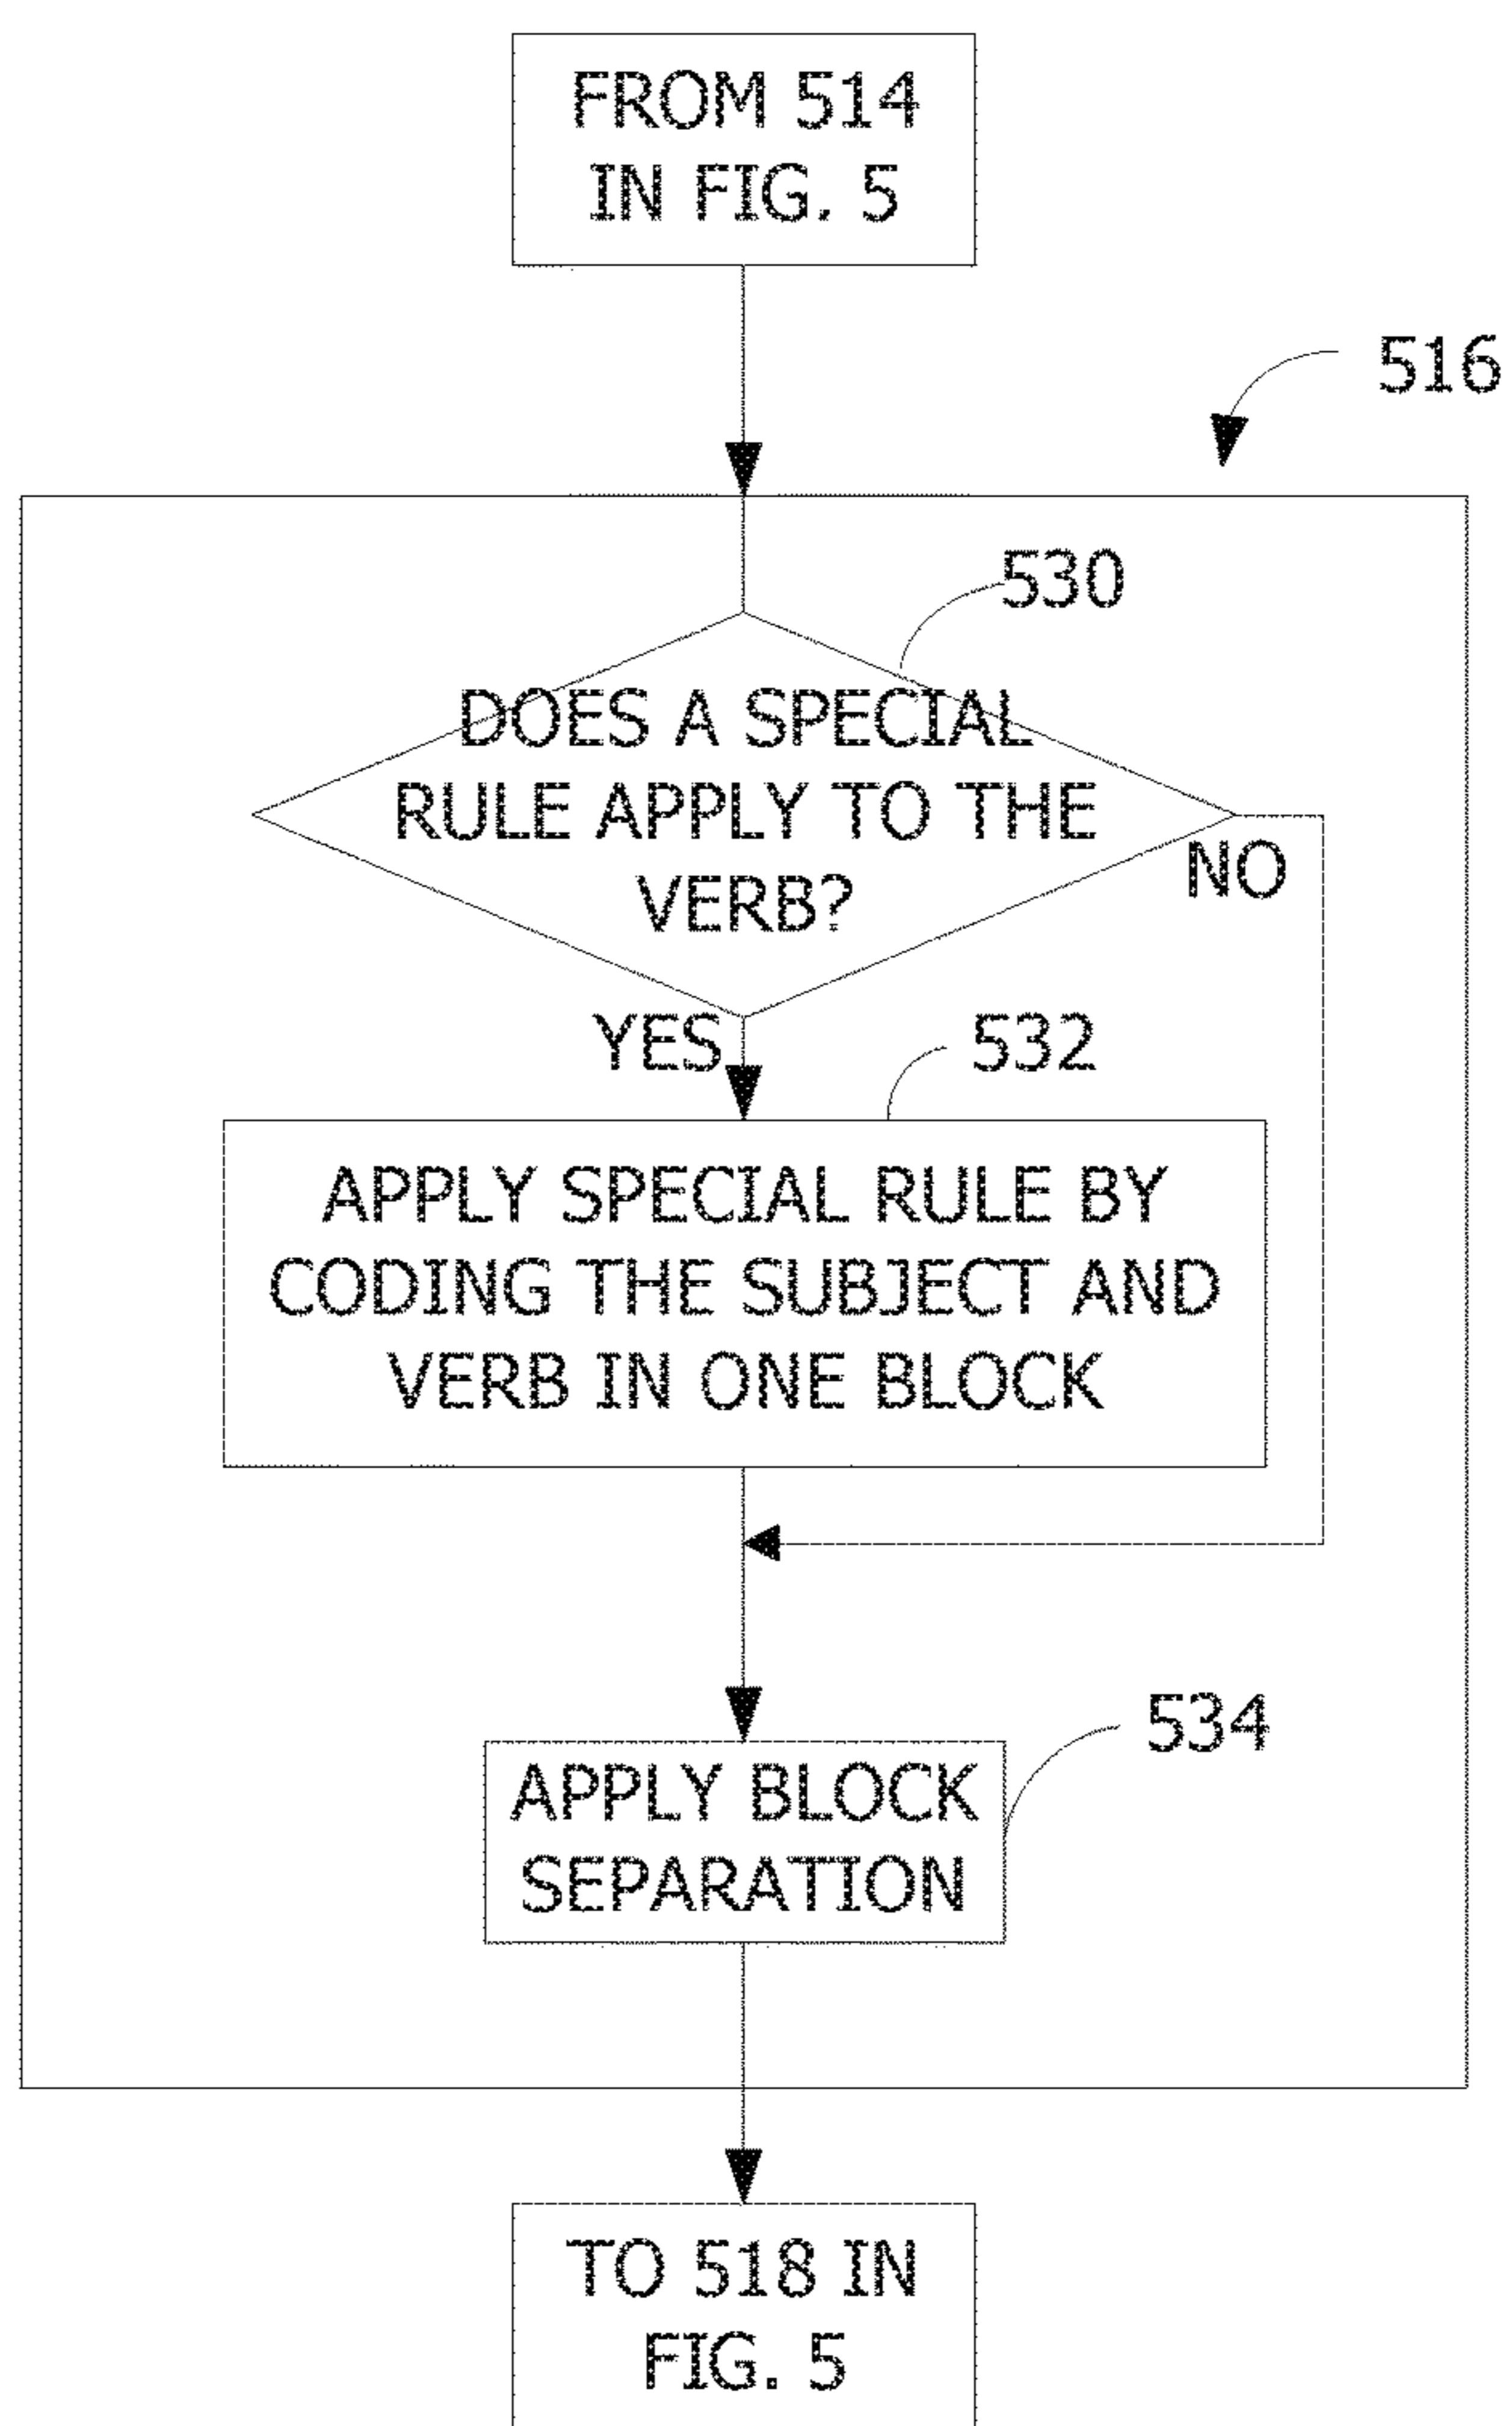 FROM 514
IN FIG. 5
516
530
DOES A SPECIAL
RULE APPLY TO THE
VERB?
NO
YES
532
APPLY SPECIAL RULE BY
CODING THE SUBJECT AND
VERB IN ONE BLOCK
534
APPLY BLOCK
SEPARATION
TO 518 IN
FIG. 5